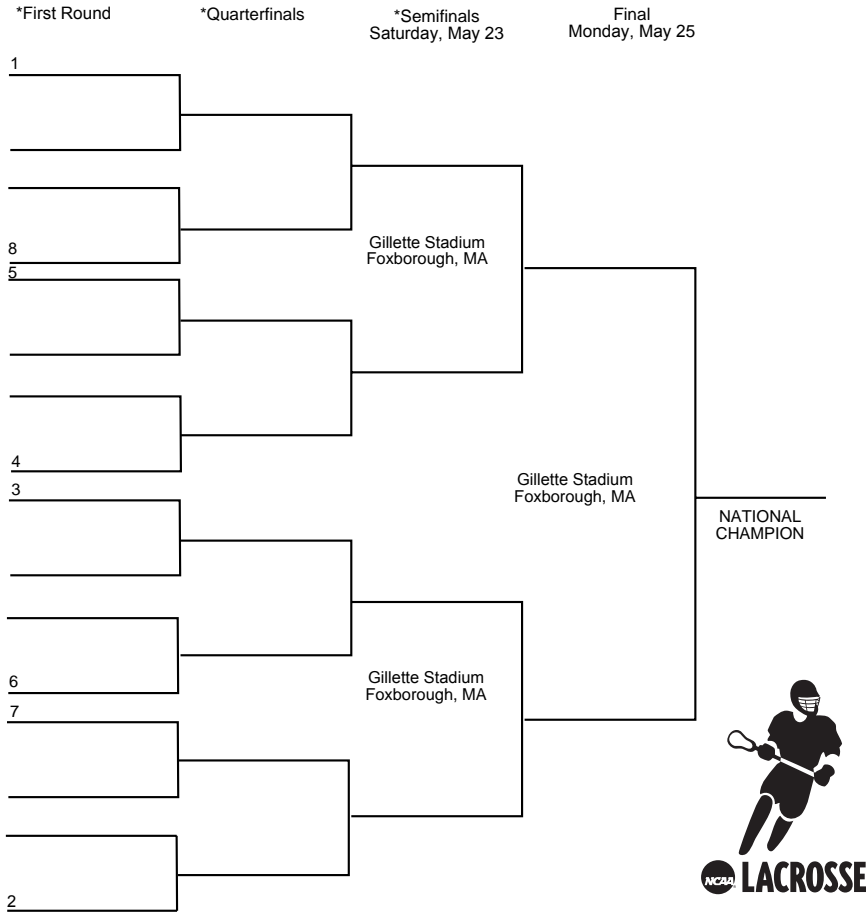 *First Round
*Quarterfinals
*Semifinals
Saturday, May 23
Final
Monday, May 25
1
8
5
4
3
6
7
2
Gillette Stadium
Foxborough, MA
Gillette Stadium
Foxborough, MA
Gillette Stadium
Foxborough, MA
NATIONAL
CHAMPION
NCAA LACROSSE